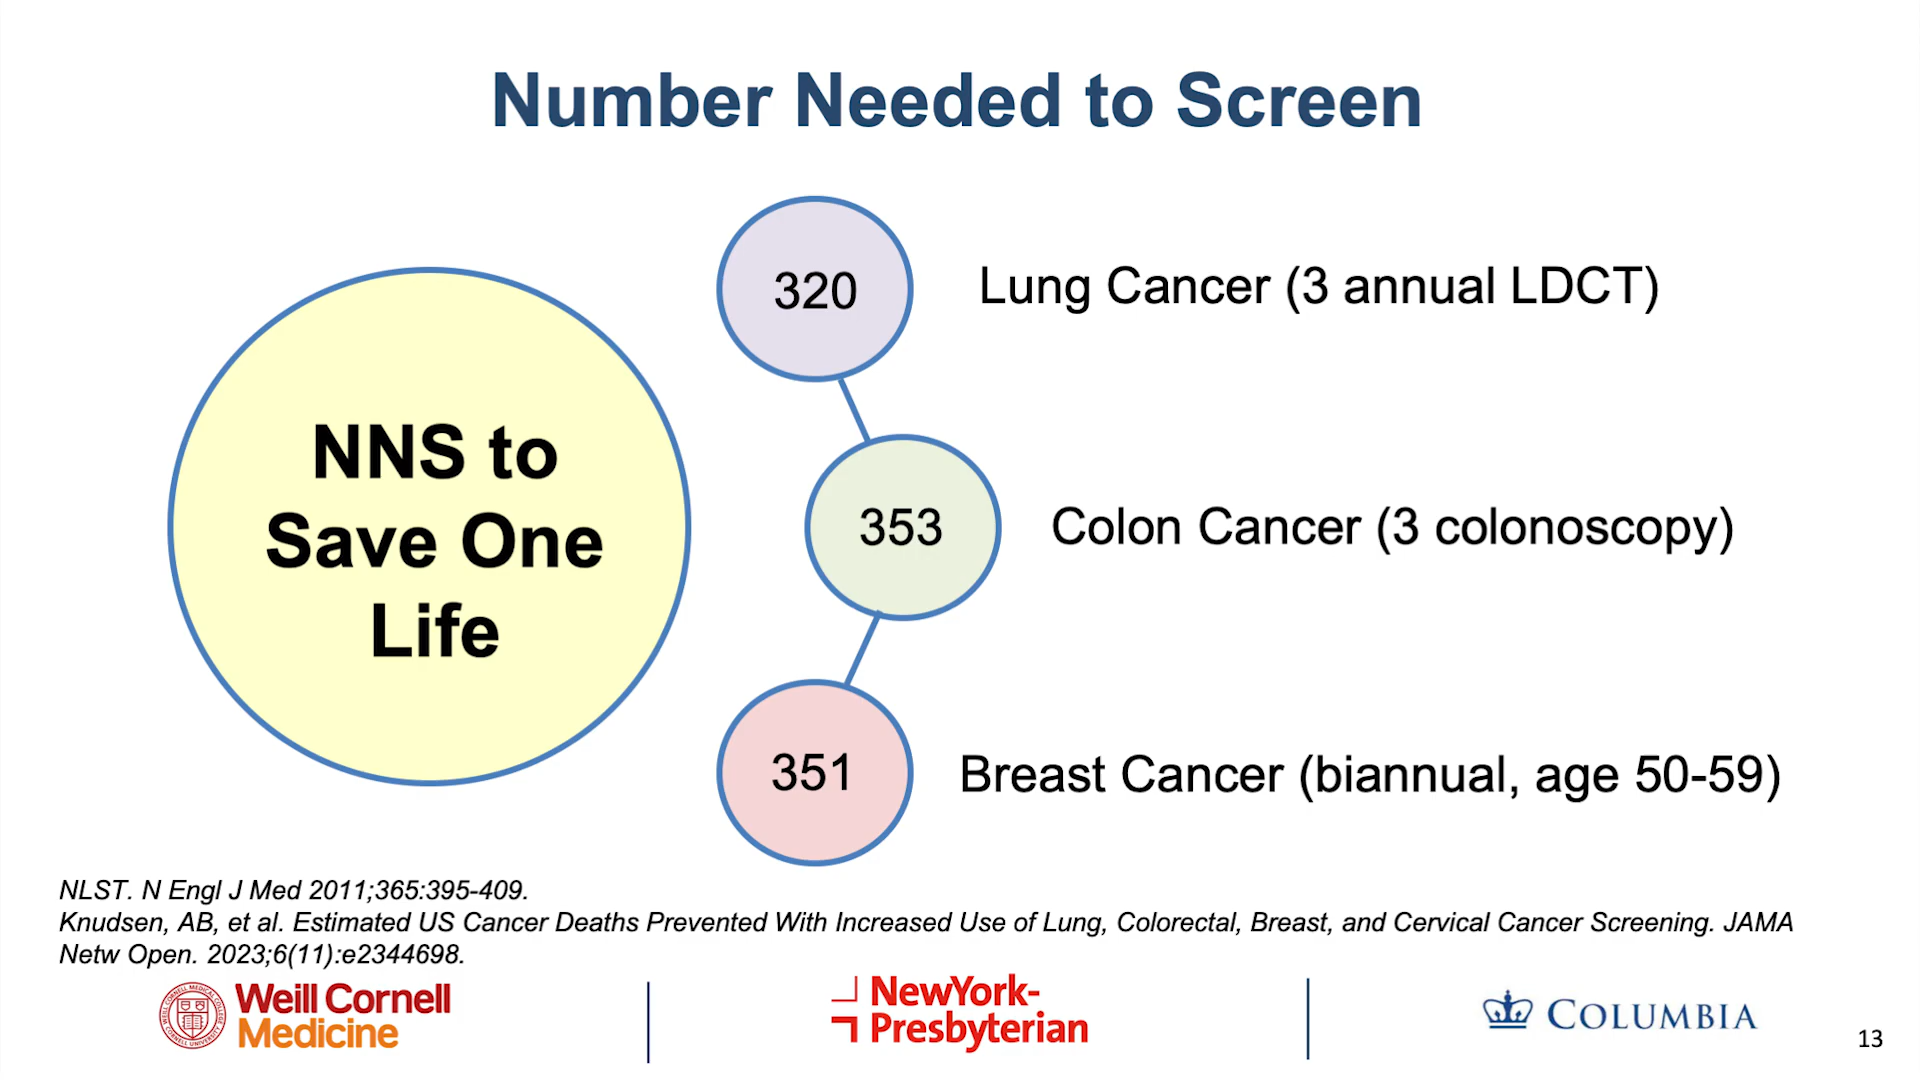 Number Needed to Screen
NNS to
Save One
Life
320
Lung Cancer (3 annual LDCT)
353
Colon Cancer (3 colonoscopy)
351
Breast Cancer (biannual, age 50-59)
NLST. N Engl J Med 2011;365:395-409.
Knudsen, AB, et al. Estimated US Cancer Deaths Prevented With Increased Use of Lung, Colorectal, Breast, and Cervical Cancer Screening. JAMA
Netw Open. 2023;6(11):e2344698.
Weill Cornell
Medicine
NewYork-
Presbyterian
COLUMBIA
13